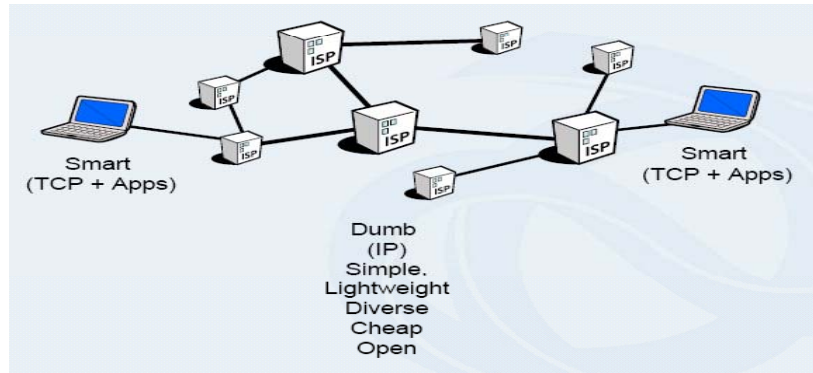 ISP
ISP
ISP
ISP
ISP
ISP
ISP
ISP
Smart
(TCP + Apps)
Smart
(TCP + Apps)
Dumb
(IP)
Simple.
Lightweight
Diverse
Cheap
Open